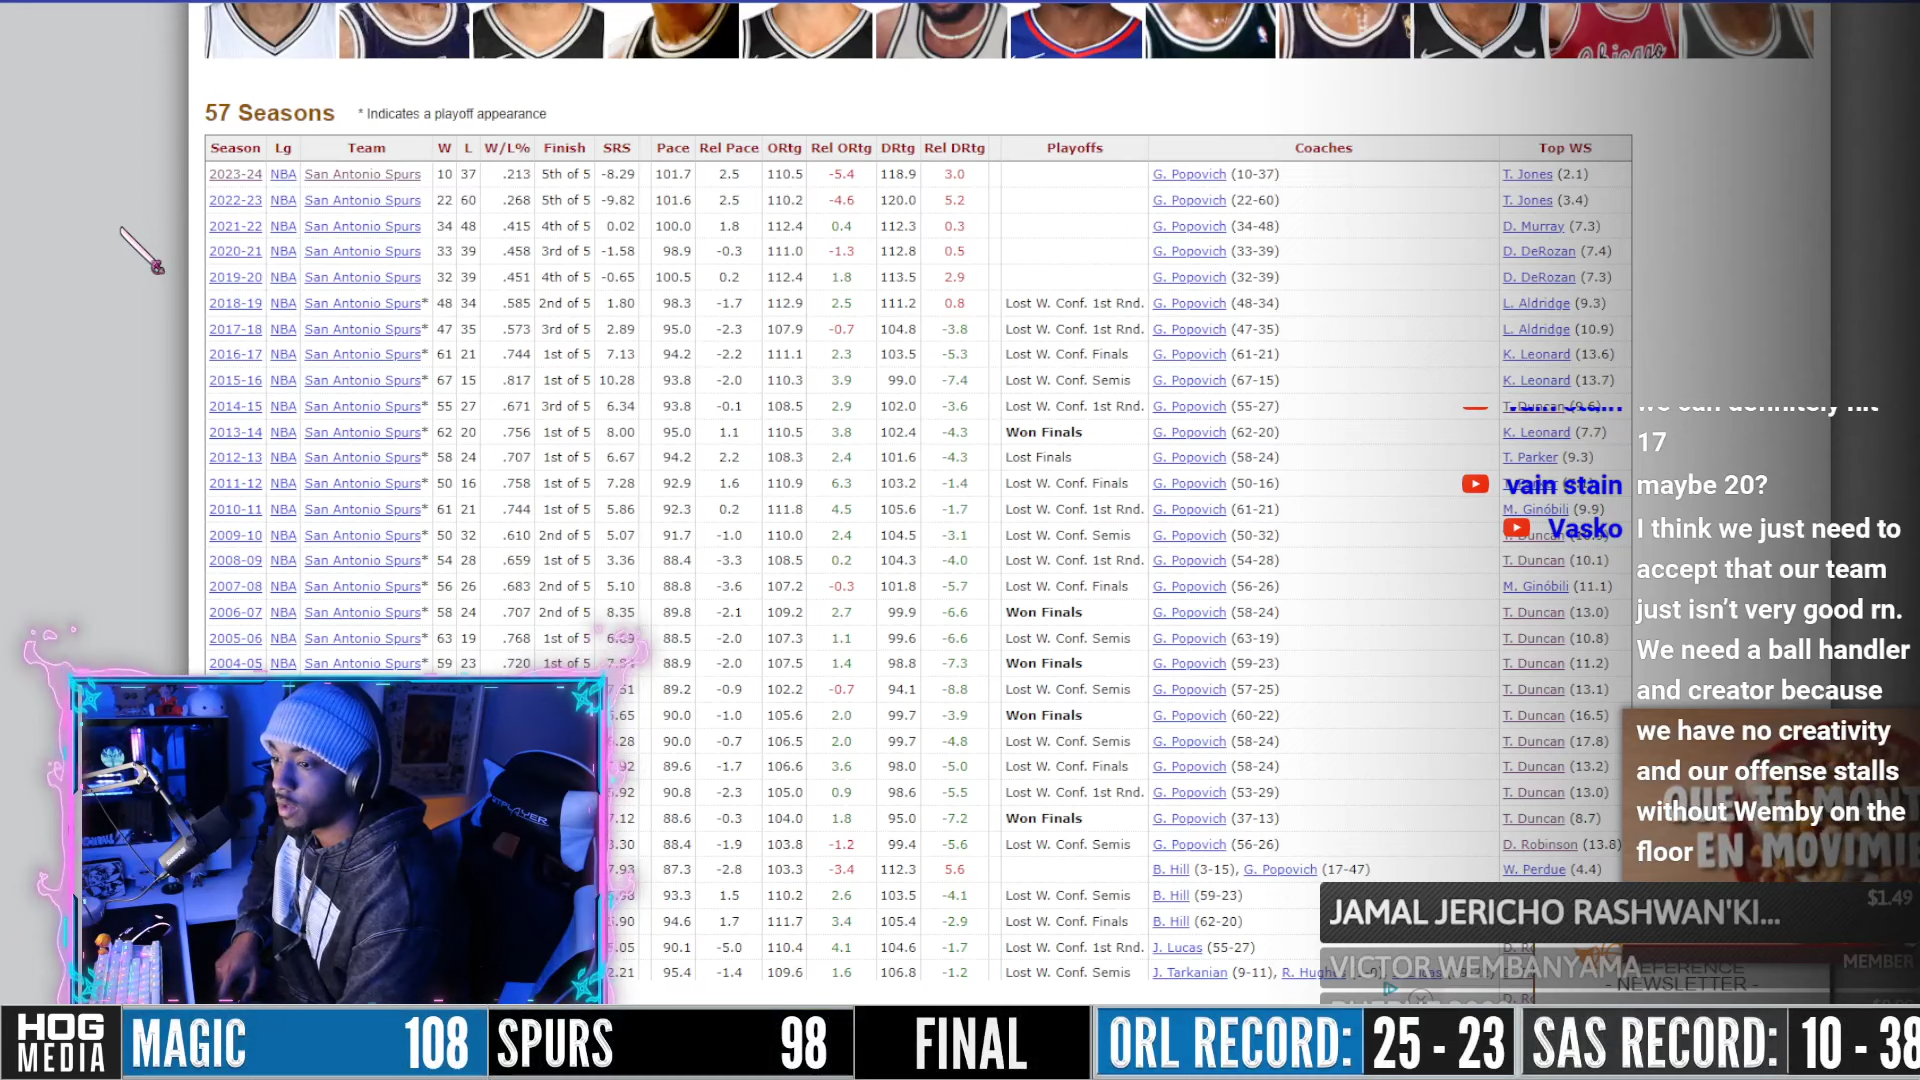 Chicago
57 Seasons * Indicates a playoff appearance
Season Lg Team W L W/L% Finish SRS Pace Rel Pace ORtg Rel ORtg DRtg Rel DRtg Playoffs Coaches Top WS
2023-24 NBA San Antonio Spurs 10 37 .213 5th of 5 -8.29 101.7 2.5 110.5 -5.4 118.9 3.0 G. Popovich (10-37) T. Jones (2.1)
2022-23 NBA San Antonio Spurs 22 60 .268 5th of 5 -9.82 101.6 2.5 110.2 -4.6 120.0 5.2 G. Popovich (22-60) T. Jones (3.4)
2021-22 NBA San Antonio Spurs 34 48 .415 4th of 5 0.02 100.0 1.8 112.4 0.4 112.3 0.3 G. Popovich (34-48) D. Murray (7.3)
2020-21 NBA San Antonio Spurs 33 39 .458 3rd of 5 -1.58 98.9 -0.3 111.0 -1.3 112.8 0.5 G. Popovich (33-39) D. DeRozan (7.4)
2019-20 NBA San Antonio Spurs 32 39 .451 4th of 5 -0.65 100.5 0.2 112.4 1.8 113.5 2.9 G. Popovich (32-39) D. DeRozan (7.3)
2018-19 NBA San Antonio Spurs* 48 34 .585 2nd of 5 1.80 98.3 -1.7 112.9 2.5 111.2 0.8 Lost W. Conf. 1st Rnd. G. Popovich (48-34) L. Aldridge (9.3)
2017-18 NBA San Antonio Spurs* 47 35 .573 3rd of 5 2.89 95.0 -2.3 107.9 -0.7 104.8 -3.8 Lost W. Conf. 1st Rnd. G. Popovich (47-35) L. Aldridge (10.9)
2016-17 NBA San Antonio Spurs* 61 21 .744 1st of 5 7.13 94.2 -2.2 111.1 2.3 103.5 -5.3 Lost W. Conf. Finals G. Popovich (61-21) K. Leonard (13.6)
2015-16 NBA San Antonio Spurs* 67 15 .817 1st of 5 10.28 93.8 -2.0 110.3 3.9 99.0 -7.4 Lost W. Conf. Semis G. Popovich (67-15) K. Leonard (13.7)
2014-15 NBA San Antonio Spurs* 55 27 .671 3rd of 5 6.34 93.8 -0.1 108.5 2.9 102.0 -3.6 Lost W. Conf. 1st Rnd. G. Popovich (55-27) T. Duncan (9.6)
2013-14 NBA San Antonio Spurs* 62 20 .756 1st of 5 8.00 95.0 1.1 110.5 3.8 102.4 -4.3 Won Finals G. Popovich (62-20) K. Leonard (7.7)
2012-13 NBA San Antonio Spurs* 58 24 .707 1st of 5 6.67 94.2 2.2 108.3 2.4 101.6 -4.3 Lost Finals G. Popovich (58-24) T. Parker (9.3)
2011-12 NBA San Antonio Spurs* 50 16 .758 1st of 5 7.28 92.9 1.6 110.9 6.3 103.2 -1.4 Lost W. Conf. Finals G. Popovich (50-16)
2010-11 NBA San Antonio Spurs* 61 21 .744 1st of 5 5.86 92.3 0.2 111.8 4.5 105.6 -1.7 Lost W. Conf. 1st Rnd. G. Popovich (61-21) M. Ginóbili (9.9)
2009-10 NBA San Antonio Spurs* 50 32 .610 2nd of 5 5.07 91.7 -1.0 110.0 2.4 104.5 -3.1 Lost W. Conf. Semis G. Popovich (50-32) T. Duncan
2008-09 NBA San Antonio Spurs* 54 28 .659 1st of 5 3.36 88.4 -3.3 108.5 0.2 104.3 -4.0 Lost W. Conf. 1st Rnd. G. Popovich (54-28) T. Duncan (10.1)
2007-08 NBA San Antonio Spurs* 56 26 .683 2nd of 5 5.10 88.8 -3.6 107.2 -0.3 101.8 -5.7 Lost W. Conf. Finals G. Popovich (56-26) M. Ginóbili (11.1)
2006-07 NBA San Antonio Spurs* 58 24 .707 2nd of 5 8.35 89.8 -2.1 109.2 2.7 99.9 -6.6 Won Finals G. Popovich (58-24) T. Duncan (13.0)
2005-06 NBA San Antonio Spurs* 63 19 .768 1st of 5 88.5 -2.0 107.3 1.1 99.6 -6.6 Lost W. Conf. Semis G. Popovich (63-19) T. Duncan (10.8)
2004-05 NBA San Antonio Spurs* 59 23 .720 1st of 5 88.9 -2.0 107.5 1.4 98.8 -7.3 Won Finals G. Popovich (59-23) T. Duncan (11.2)
.51 89.2 -0.9 102.2 -0.7 94.1 -8.8 Lost W. Conf. Semis G. Popovich (57-25) T. Duncan (13.1)
.65 90.0 -1.0 105.6 2.0 99.7 -3.9 Won Finals G. Popovich (60-22) T. Duncan (16.5)
.28 90.0 -0.7 106.5 2.0 99.7 -4.8 Lost W. Conf. Semis G. Popovich (58-24) T. Duncan (17.8)
.92 89.6 -1.7 106.6 3.6 98.0 -5.0 Lost W. Conf. Finals G. Popovich (58-24) T. Duncan (13.2)
.92 90.8 -2.3 105.0 0.9 98.6 -5.5 Lost W. Conf. 1st Rnd. G. Popovich (53-29) T. Duncan (13.0)
.12 88.6 -0.3 104.0 1.8 95.0 -7.2 Won Finals G. Popovich (37-13) T. Duncan (8.7)
.30 88.4 -1.9 103.8 -1.2 99.4 -5.6 Lost W. Conf. Semis G. Popovich (56-26) D. Robinson (13.8)
.93 87.3 -2.8 103.3 -3.4 112.3 5.6 B. Hill (3-15), G. Popovich (17-47) W. Perdue (4.4)
.98 93.3 1.5 110.2 2.6 103.5 -4.1 Lost W. Conf. Semis B. Hill (59-23)
.90 94.6 1.7 111.7 3.4 105.4 -2.9 Lost W. Conf. Finals B. Hill (62-20)
.05 90.1 -5.0 110.4 4.1 104.6 -1.7 Lost W. Conf. 1st Rnd. J. Lucas (55-27)
2.21 95.4 -1.4 109.6 1.6 106.8 -1.2 Lost W. Conf. Semis J. Tarkanian (9-11), R. Hughes
we can definitely hit
17
vain stain maybe 20?
Vasko I think we just need to
accept that our team
just isn't very good rn.
We need a ball handler
and creator because
we have no creativity
and our offense stalls
without Wemby on the
floor
EN MOVIMIE
JAMAL JERICHO RASHWAN'KI... $1.49
VICTOR WEMBANYAMA MEMBER
- NEWSLETTER -
HOG
MEDIA
MAGIC 108 SPURS 98 FINAL ORL RECORD: 25 - 23 SAS RECORD: 10 - 38